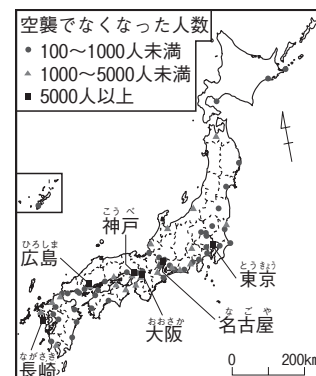 空襲でなくなった人数
● 100～1000人未満
▲ 1000～5000人未満
■ 5000人以上
こうべ
神戸
ひろしま
広島
とうきょう
東京
なごや
名古屋
おおさか
大阪
ながさき
長崎
0 200km